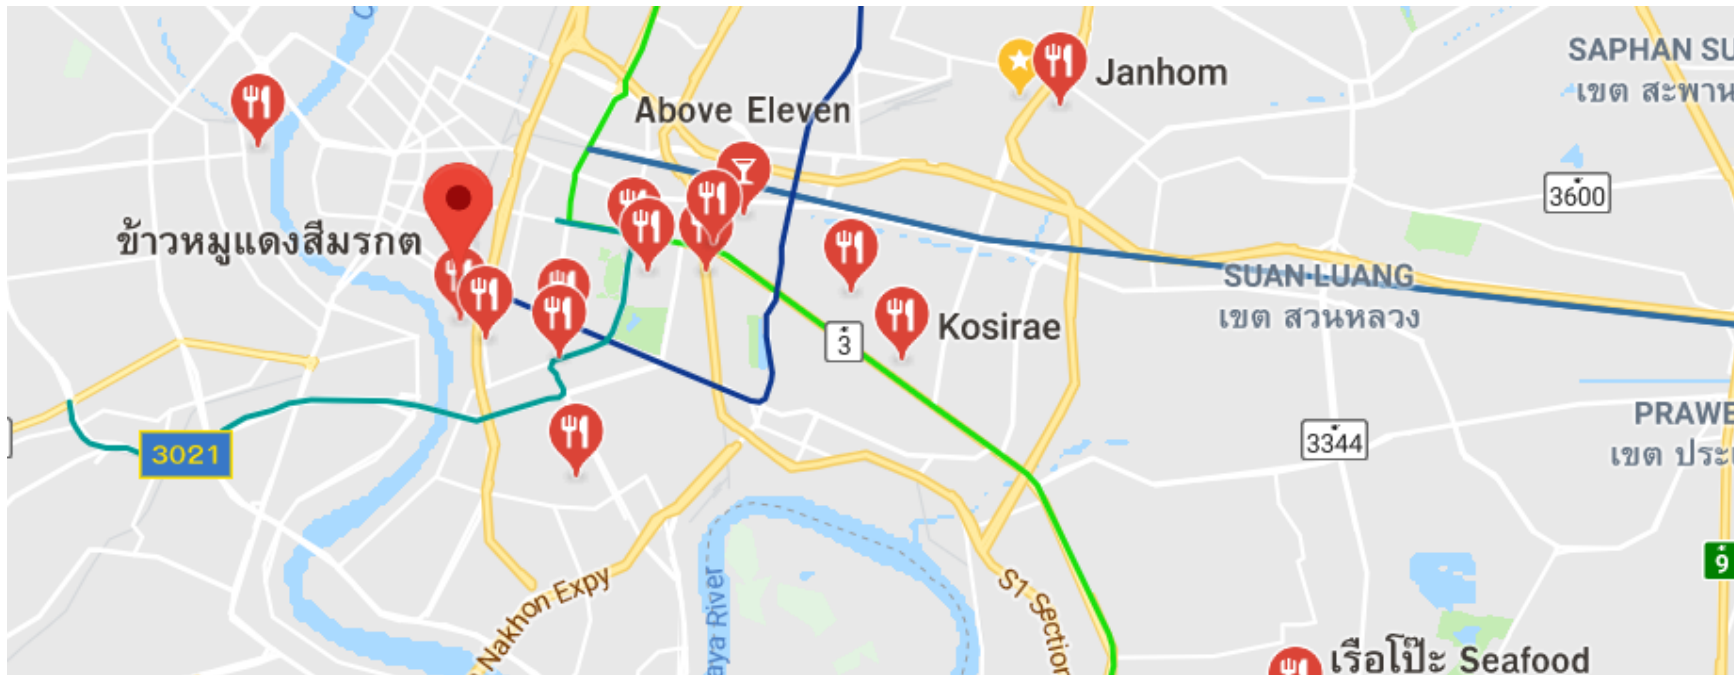 SAPHAN SU
เขต สะพาน
Janhom
Above Eleven
3600
ข้าวหมูแดงสีมรกต
SUAN LUANG
เขต สวนหลวง
Kosirae
3
PRAWE
เขต ประเ
3344
3021
9
S1 Section
Nakhon Expy
aya River
เรือโป๊ะ Seafood